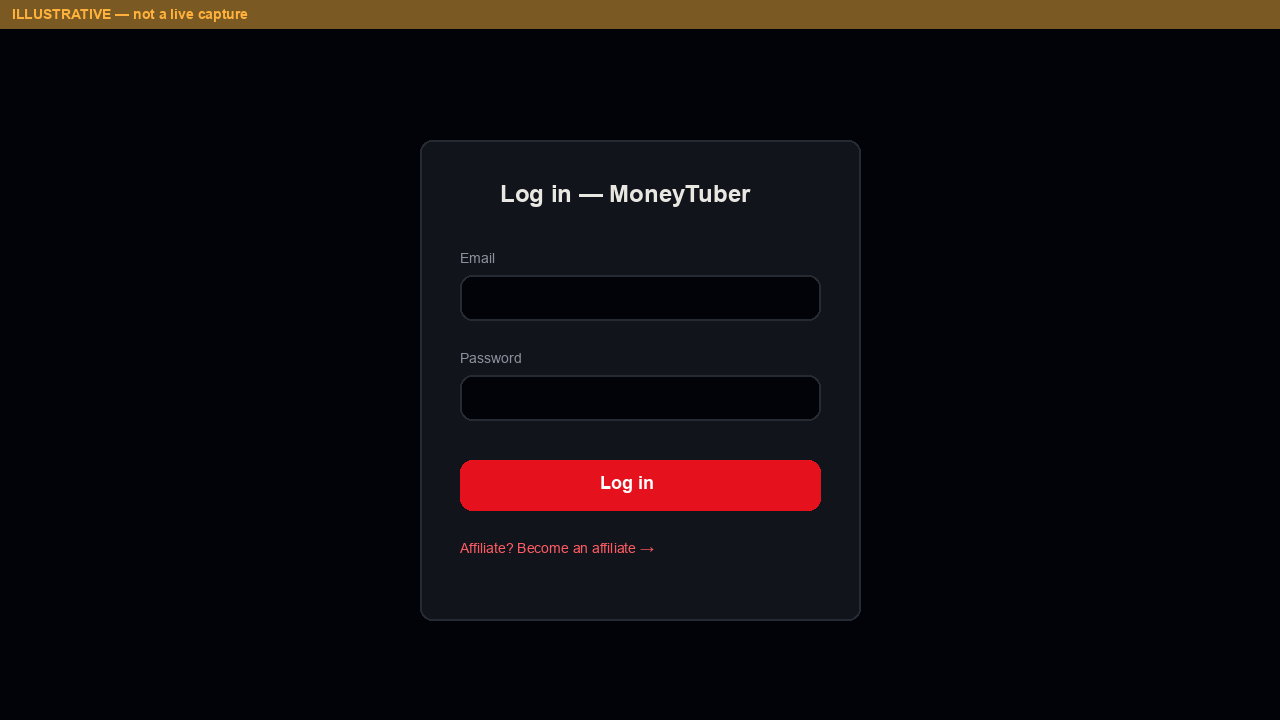 ILLUSTRATIVE — not a live capture
Log in — MoneyTuber
Email
Password
Log in
Affiliate? Become an affiliate →